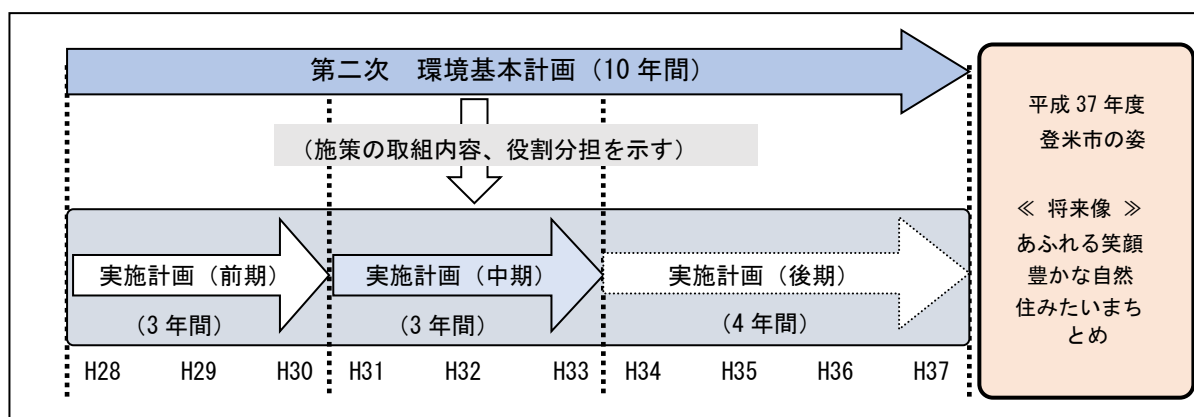 第二次 環境基本計画(10 年間)
(施策の取組内容、役割分担を示す)
実施計画(前期)
(3 年間)
実施計画(中期)
(3 年間)
実施計画(後期)
(4 年間)
H28 H29 H30 H31 H32 H33 H34 H35 H36 H37
平成 37 年度
登米市の姿
≪ 将来像 ≫
あふれる笑顔
豊かな自然
住みたいまち
とめ